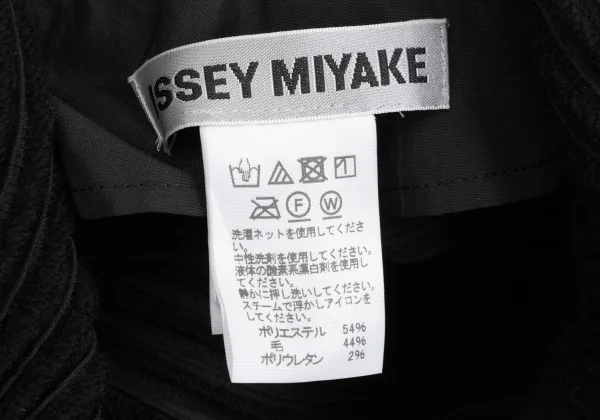 ISSEY MIYAKE
F W
洗濯ネットを使用してくださ
い。
中性洗剤を使用してください。
液体の酸素系漂白剤を使用し
てください。
静かに押し洗いしてください。
スチームで浮かしアイロンを
してください。
ポリエステル 54%
毛 44%
ポリウレタン 2%